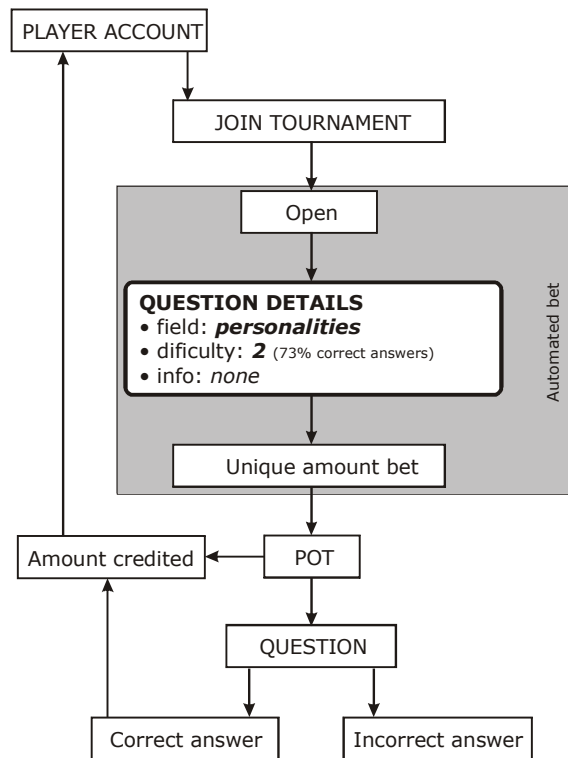 PLAYER ACCOUNT
JOIN TOURNAMENT
Open
QUESTION DETAILS
• field: personalities
• dificulty: 2 (73% correct answers)
• info: none
Automated bet
Unique amount bet
Amount credited
POT
QUESTION
Correct answer
Incorrect answer